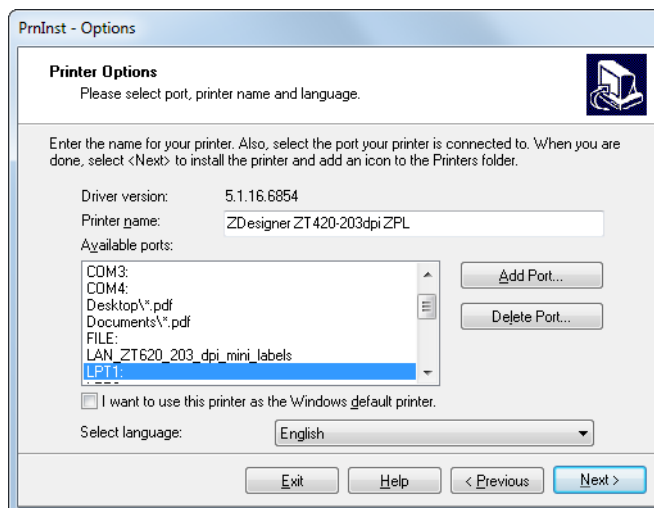 PrnInst - Options
Printer Options
Please select port, printer name and language.
Enter the name for your printer. Also, select the port your printer is connected to. When you are
done, select <Next> to install the printer and add an icon to the Printers folder.
Driver version: 5.1.16.6854
Printer name: ZDesigner ZT420-203dpi ZPL
Available ports:
COM3:
COM4:
Desktop\*.pdf
Documents\*.pdf
FILE:
LAN_ZT620_203_dpi_mini_labels
LPT1:
Add Port...
Delete Port...
I want to use this printer as the Windows default printer.
Select language: English
Exit Help < Previous Next >